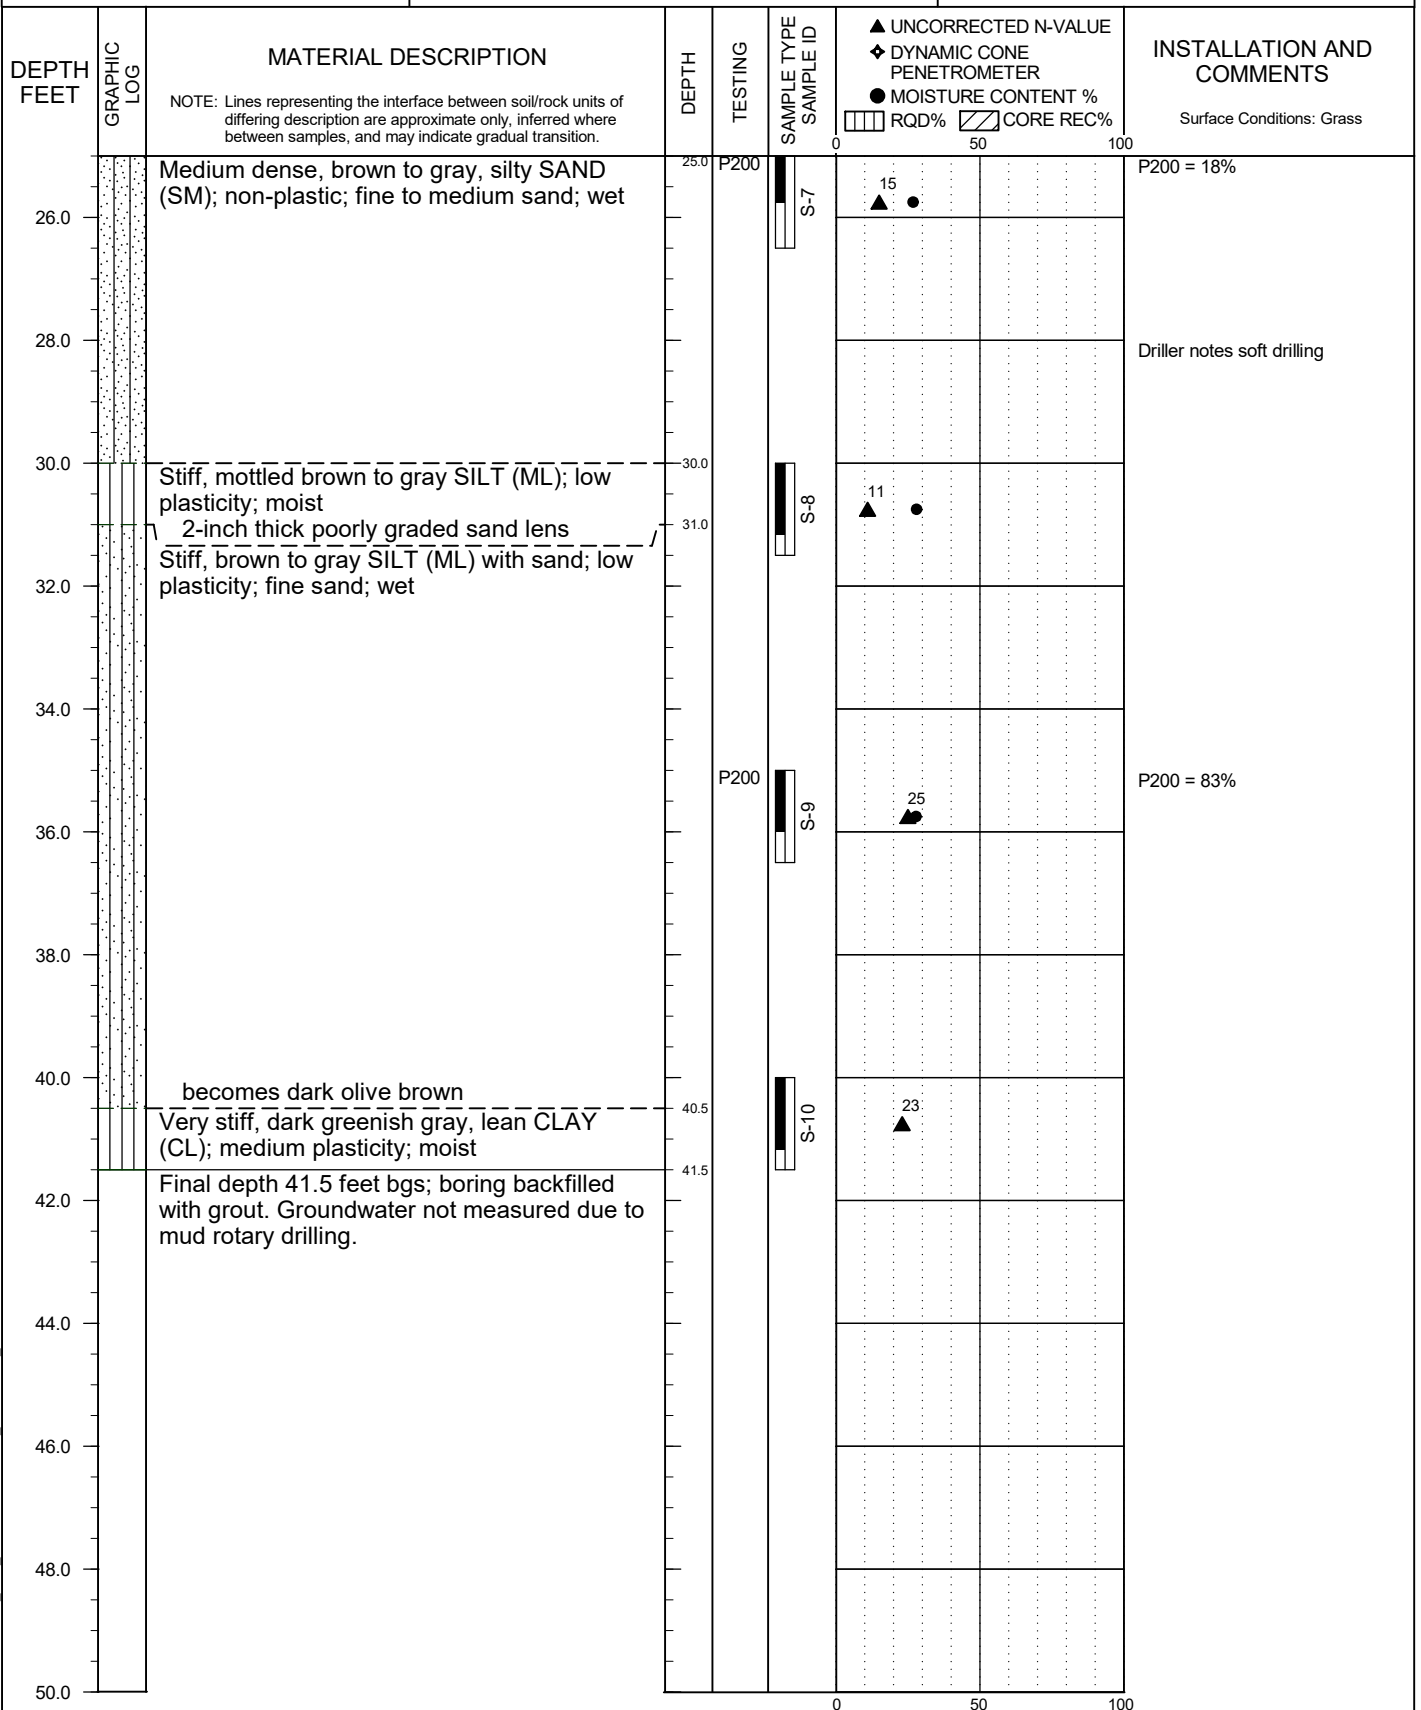 DEPTH
FEET
GRAPHIC
LOG
MATERIAL DESCRIPTION
NOTE: Lines representing the interface between soil/rock units of
differing description are approximate only, inferred where
between samples, and may indicate gradual transition.
DEPTH
TESTING
SAMPLE TYPE
SAMPLE ID
▲ UNCORRECTED N-VALUE
DYNAMIC CONE
PENETROMETER
● MOISTURE CONTENT %
RQD% CORE REC%
0 50 100
INSTALLATION AND
COMMENTS
Surface Conditions: Grass
Medium dense, brown to gray, silty SAND
(SM); non-plastic; fine to medium sand; wet
25.0
P200
S-7
15
P200 = 18%
26.0
28.0
Driller notes soft drilling
30.0
30.0
Stiff, mottled brown to gray SILT (ML); low
plasticity; moist
S-8
11
2-inch thick poorly graded sand lens
31.0
Stiff, brown to gray SILT (ML) with sand; low
plasticity; fine sand; wet
32.0
34.0
P200
S-9
25
P200 = 83%
36.0
38.0
40.0
becomes dark olive brown
40.5
S-10
23
Very stiff, dark greenish gray, lean CLAY
(CL); medium plasticity; moist
41.5
Final depth 41.5 feet bgs; boring backfilled
with grout. Groundwater not measured due to
mud rotary drilling.
42.0
44.0
46.0
48.0
50.0
0 50 100